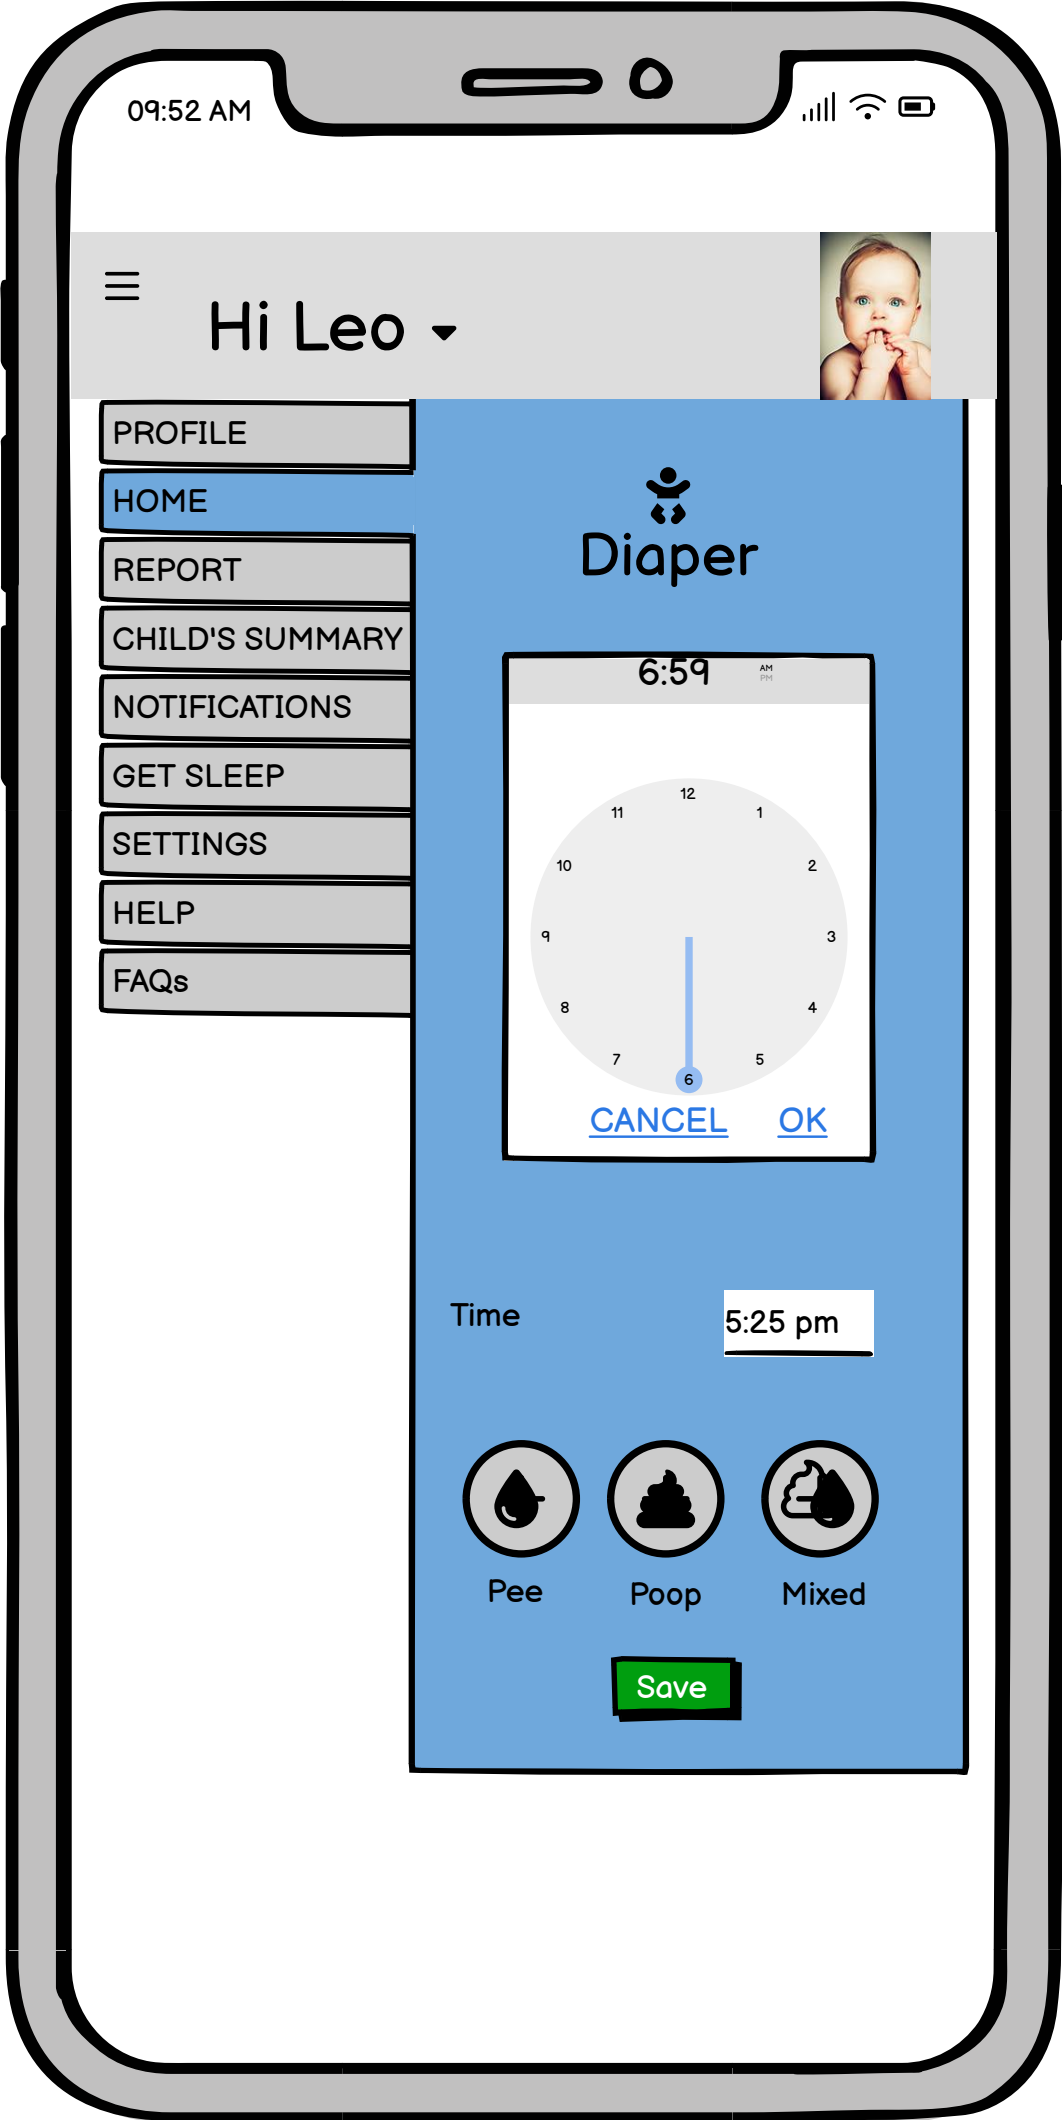 09:52 AM
Hi Leo
PROFILE
HOME
REPORT
CHILD'S SUMMARY
NOTIFICATIONS
GET SLEEP
SETTINGS
HELP
FAQs
Diaper
6:59
AM
PM
12
1
2
3
4
5
6
7
8
9
10
11
CANCEL OK
Time 5:25 pm
Pee Poop Mixed
Save